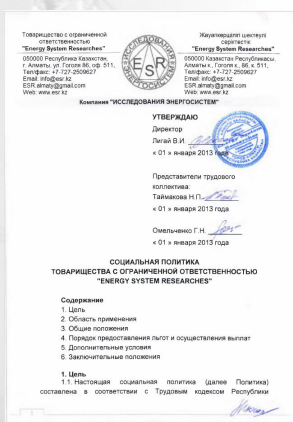 Товарищество с ограниченной
ответственностью
"Energy System Researches"
050000 Республика Казахстан,
г. Алматы, ул. Гоголя 86, оф. 511,
Тел/факс: +7-727-2509627
Email: info@esr.kz
ESR.almaty@gmail.com
Web: www.esr.kz
Жауапкершілігі шектеулі
серіктестік
"Energy System Researches"
050000 Қазақстан Республикасы,
Алматы қ., Гоголя к., 86, к. 511,
Тел/факс: +7-727-2509627
Email: info@esr.kz
ESR.almaty@gmail.com
Web: www.esr.kz
ESR
Компания "ИССЛЕДОВАНИЯ ЭНЕРГОСИСТЕМ"
УТВЕРЖДАЮ
Директор
Лигай В.И.
« 01 » января 2013 года
Представители трудового
коллектива:
Таймакова Н.П.
« 01 » января 2013 года
Омельченко Г.Н.
« 01 » января 2013 года
СОЦИАЛЬНАЯ ПОЛИТИКА
ТОВАРИЩЕСТВА С ОГРАНИЧЕННОЙ ОТВЕТСТВЕННОСТЬЮ
"ENERGY SYSTEM RESEARCHES"
Содержание
1. Цель
2. Область применения
3. Общие положения
4. Порядок предоставления льгот и осуществления выплат
5. Дополнительные условия
6. Заключительные положения
1. Цель
1.1. Настоящая социальная политика (далее Политика)
составлена в соответствии с Трудовым кодексом Республики